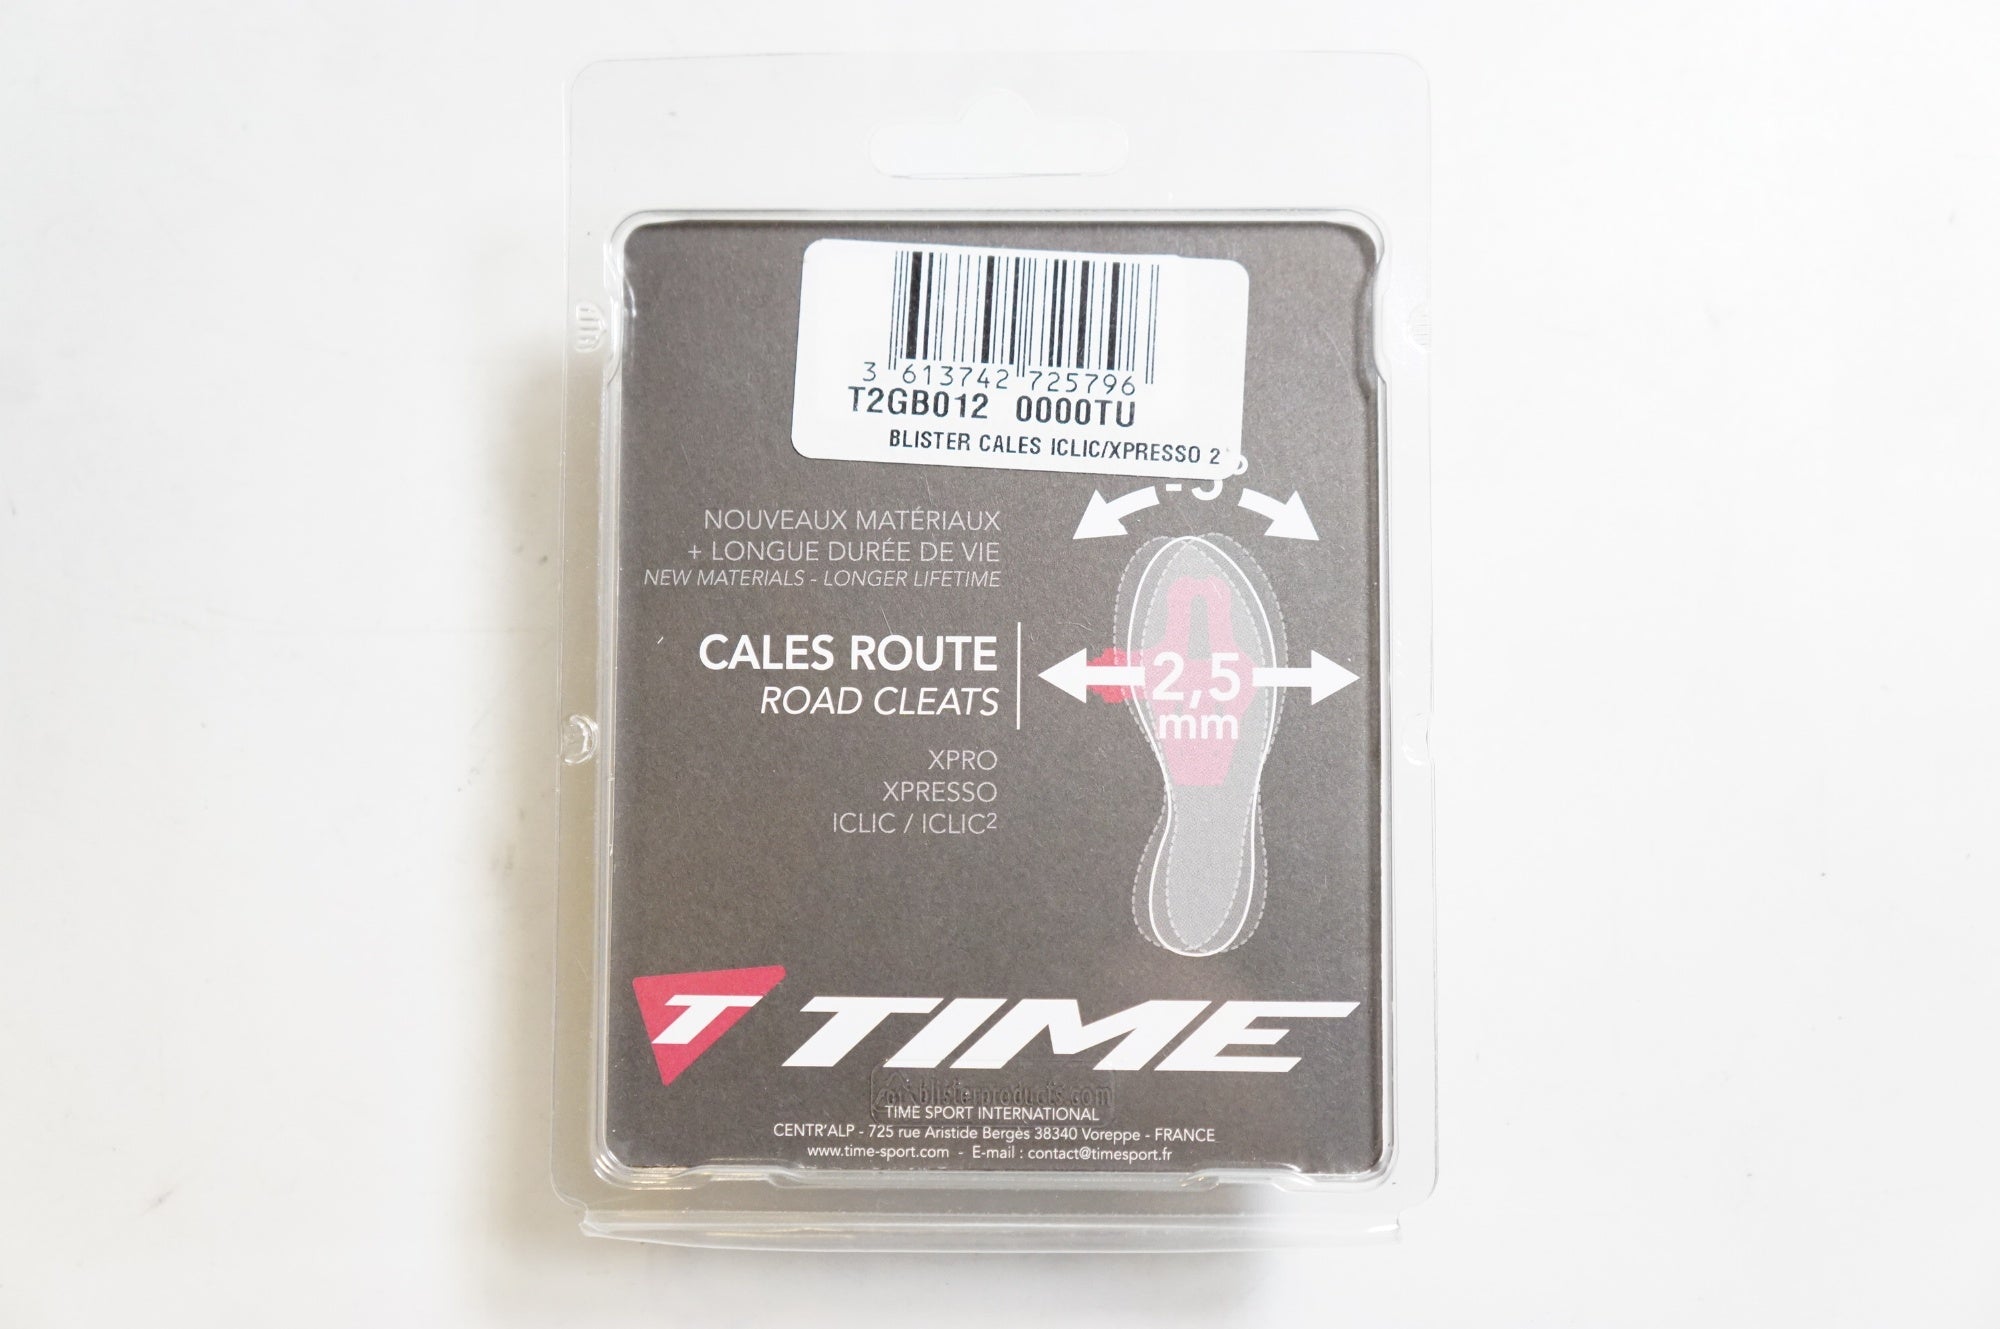 3 613742 725796
T2GB012 0000TU
BLISTER CALES ICLIC/XPRESSO 2
NOUVEAUX MATÉRIAUX
+ LONGUE DURÉE DE VIE
NEW MATERIALS - LONGER LIFETIME
CALES ROUTE
ROAD CLEATS
XPRO
XPRESSO
ICLIC / ICLIC²
2,5
mm
T TIME
blisterproducts.com
TIME SPORT INTERNATIONAL
CENTR'ALP - 725 rue Aristide Bergès 38340 Voreppe - FRANCE
www.time-sport.com - E-mail : contact@timesport.fr